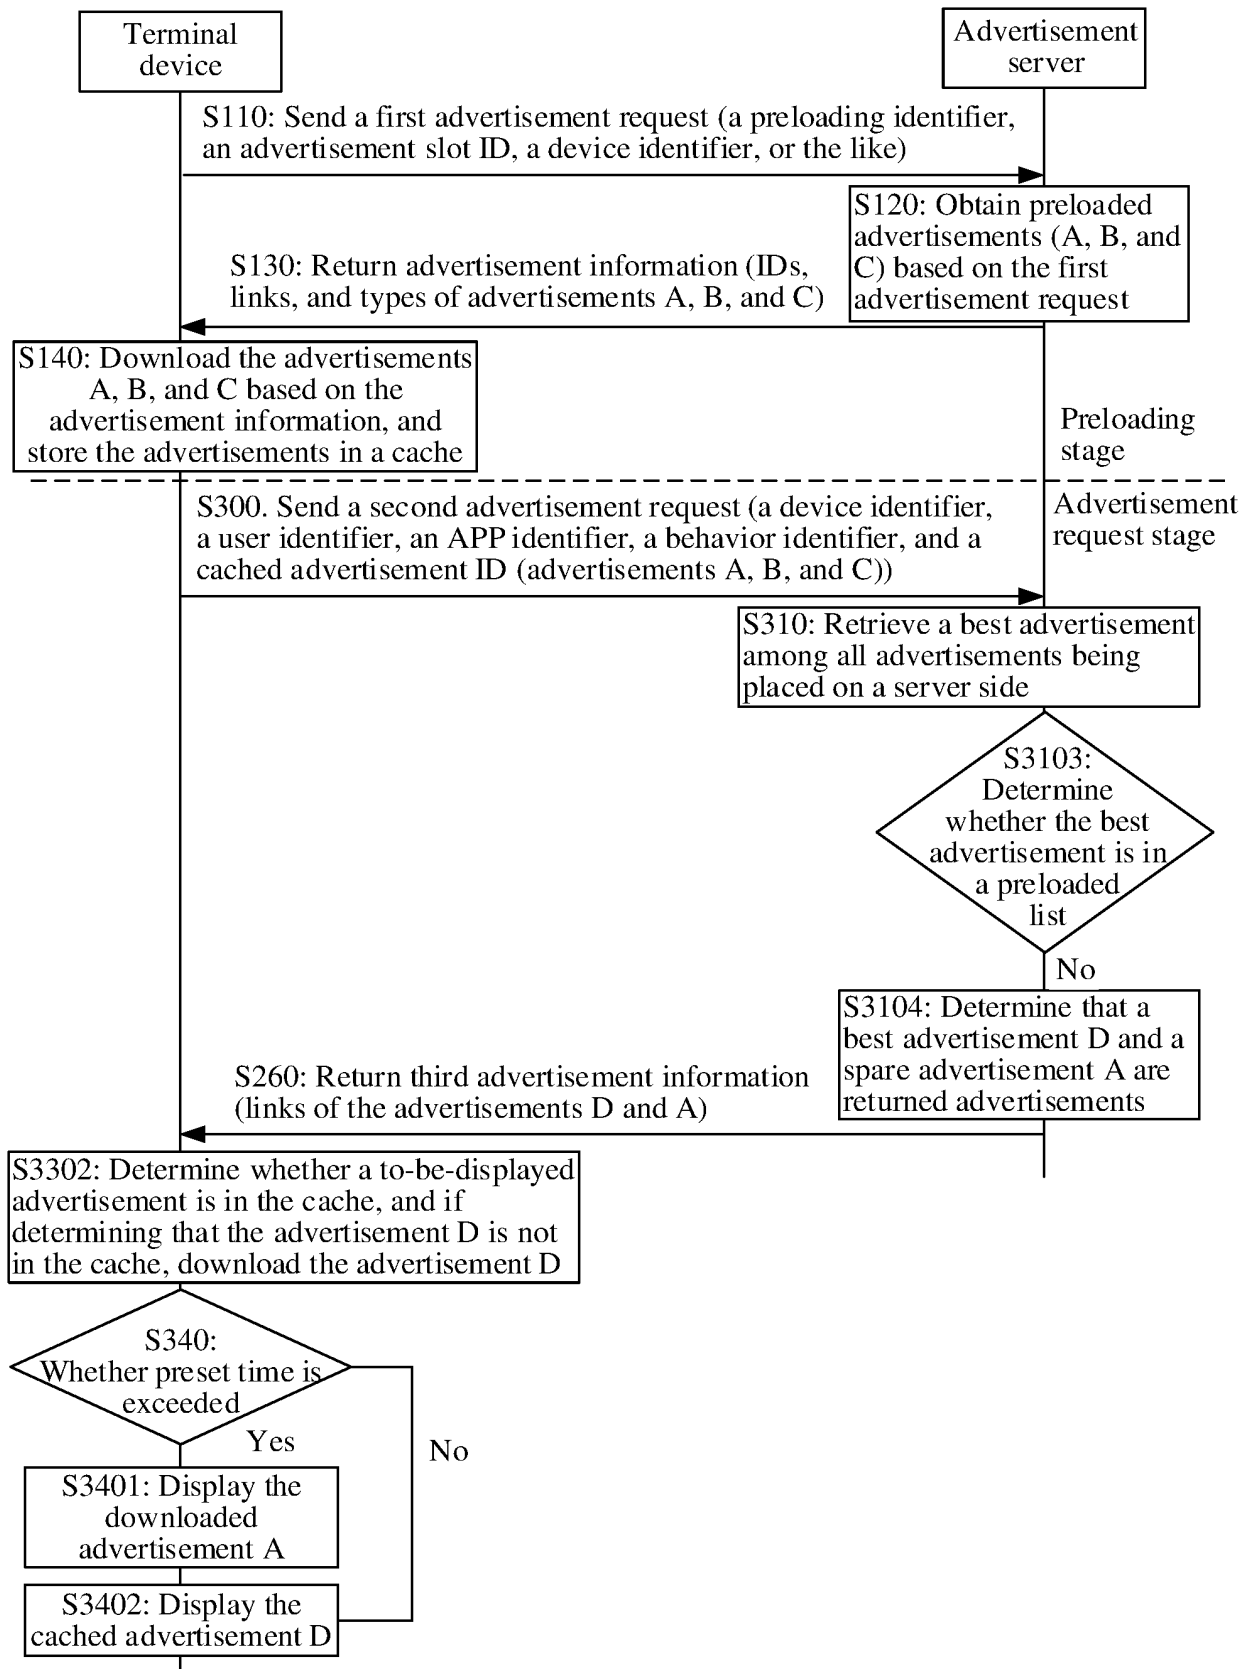 Terminal
device
Advertisement
server
S110: Send a first advertisement request (a preloading identifier,
an advertisement slot ID, a device identifier, or the like)
S120: Obtain preloaded
advertisements (A, B, and
C) based on the first
advertisement request
S130: Return advertisement information (IDs,
links, and types of advertisements A, B, and C)
S140: Download the advertisements
A, B, and C based on the
advertisement information, and
store the advertisements in a cache
Preloading
stage
Advertisement
request stage
S300. Send a second advertisement request (a device identifier,
a user identifier, an APP identifier, a behavior identifier, and a
cached advertisement ID (advertisements A, B, and C))
S310: Retrieve a best advertisement
among all advertisements being
placed on a server side
S3103:
Determine
whether the best
advertisement is in
a preloaded
list
No
S3104: Determine that a
best advertisement D and a
spare advertisement A are
returned advertisements
S260: Return third advertisement information
(links of the advertisements D and A)
S3302: Determine whether a to-be-displayed
advertisement is in the cache, and if
determining that the advertisement D is not
in the cache, download the advertisement D
S340:
Whether preset time is
exceeded
Yes
No
S3401: Display the
downloaded
advertisement A
S3402: Display the
cached advertisement D